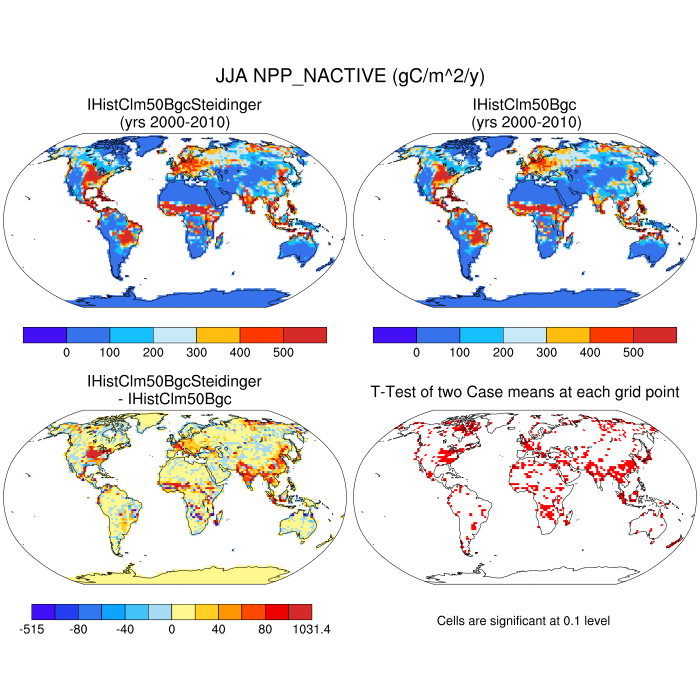 JJA NPP_NACTIVE (gC/m^2/y)
IHistClm50BgcSteidinger
(yrs 2000-2010)
IHistClm50Bgc
(yrs 2000-2010)
0 100 200 300 400 500
0 100 200 300 400 500
IHistClm50BgcSteidinger
- IHistClm50Bgc
T-Test of two Case means at each grid point
-515 -80 -40 0 40 80 1031.4
Cells are significant at 0.1 level